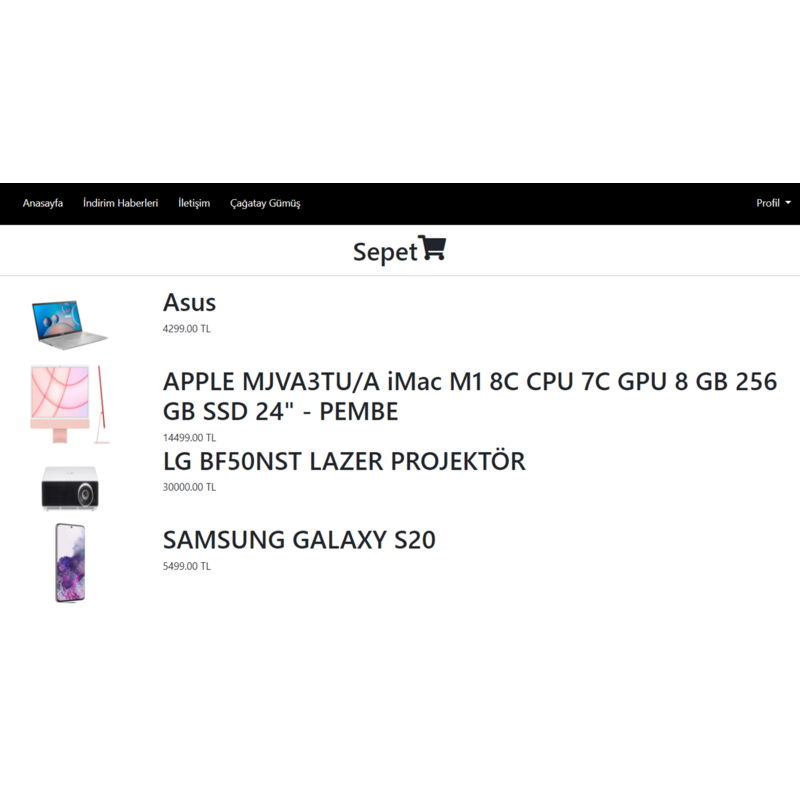 Anasayfa İndirim Haberleri İletişim Çağatay Gümüş Profil
Sepet
Asus
4299.00 TL
APPLE MJVA3TU/A iMac M1 8C CPU 7C GPU 8 GB 256
GB SSD 24" - PEMBE
14499.00 TL
LG BF50NST LAZER PROJEKTÖR
30000.00 TL
SAMSUNG GALAXY S20
5499.00 TL